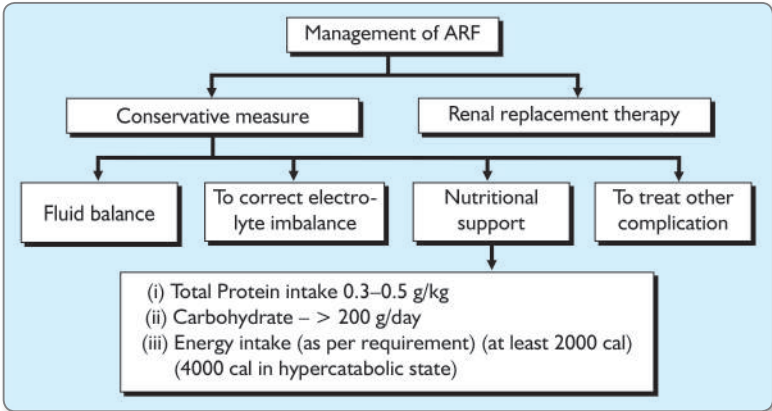 Management of ARF
Conservative measure
Renal replacement therapy
Fluid balance
To correct electro-
lyte imbalance
Nutritional
support
To treat other
complication
(i) Total Protein intake 0.3–0.5 g/kg
(ii) Carbohydrate – > 200 g/day
(iii) Energy intake (as per requirement) (at least 2000 cal)
(4000 cal in hypercatabolic state)